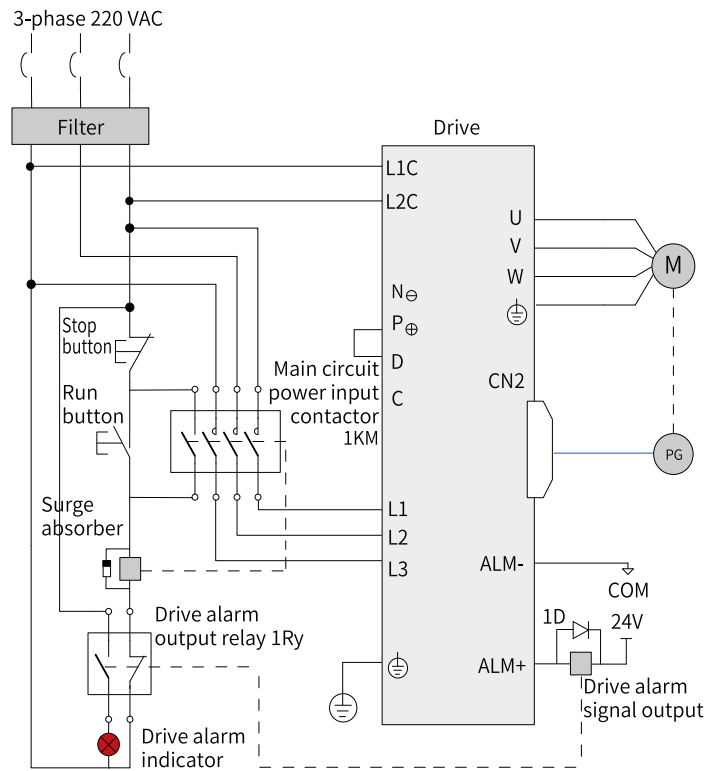 3-phase 220 VAC
Filter
Drive
L1C
L2C
U
V
M
W
N⊖
P⊕
D
C
CN2
Stop
button
Main circuit
power input
contactor
1KM
Run
button
PG
Surge
absorber
L1
L2
L3
ALM-
COM
Drive alarm
output relay 1Ry
1D
24V
ALM+
Drive alarm
signal output
Drive alarm
indicator